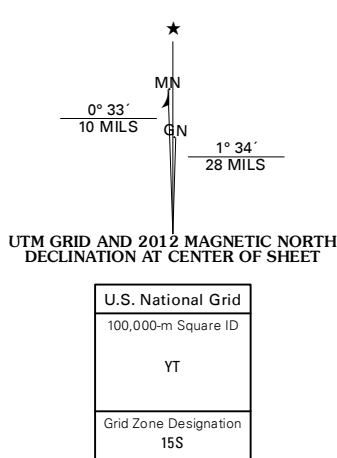 ★
MN
0° 33´
10 MILS
GN
1° 34´
28 MILS
UTM GRID AND 2012 MAGNETIC NORTH
DECLINATION AT CENTER OF SHEET
U.S. National Grid
100,000-m Square ID
YT
Grid Zone Designation
15S